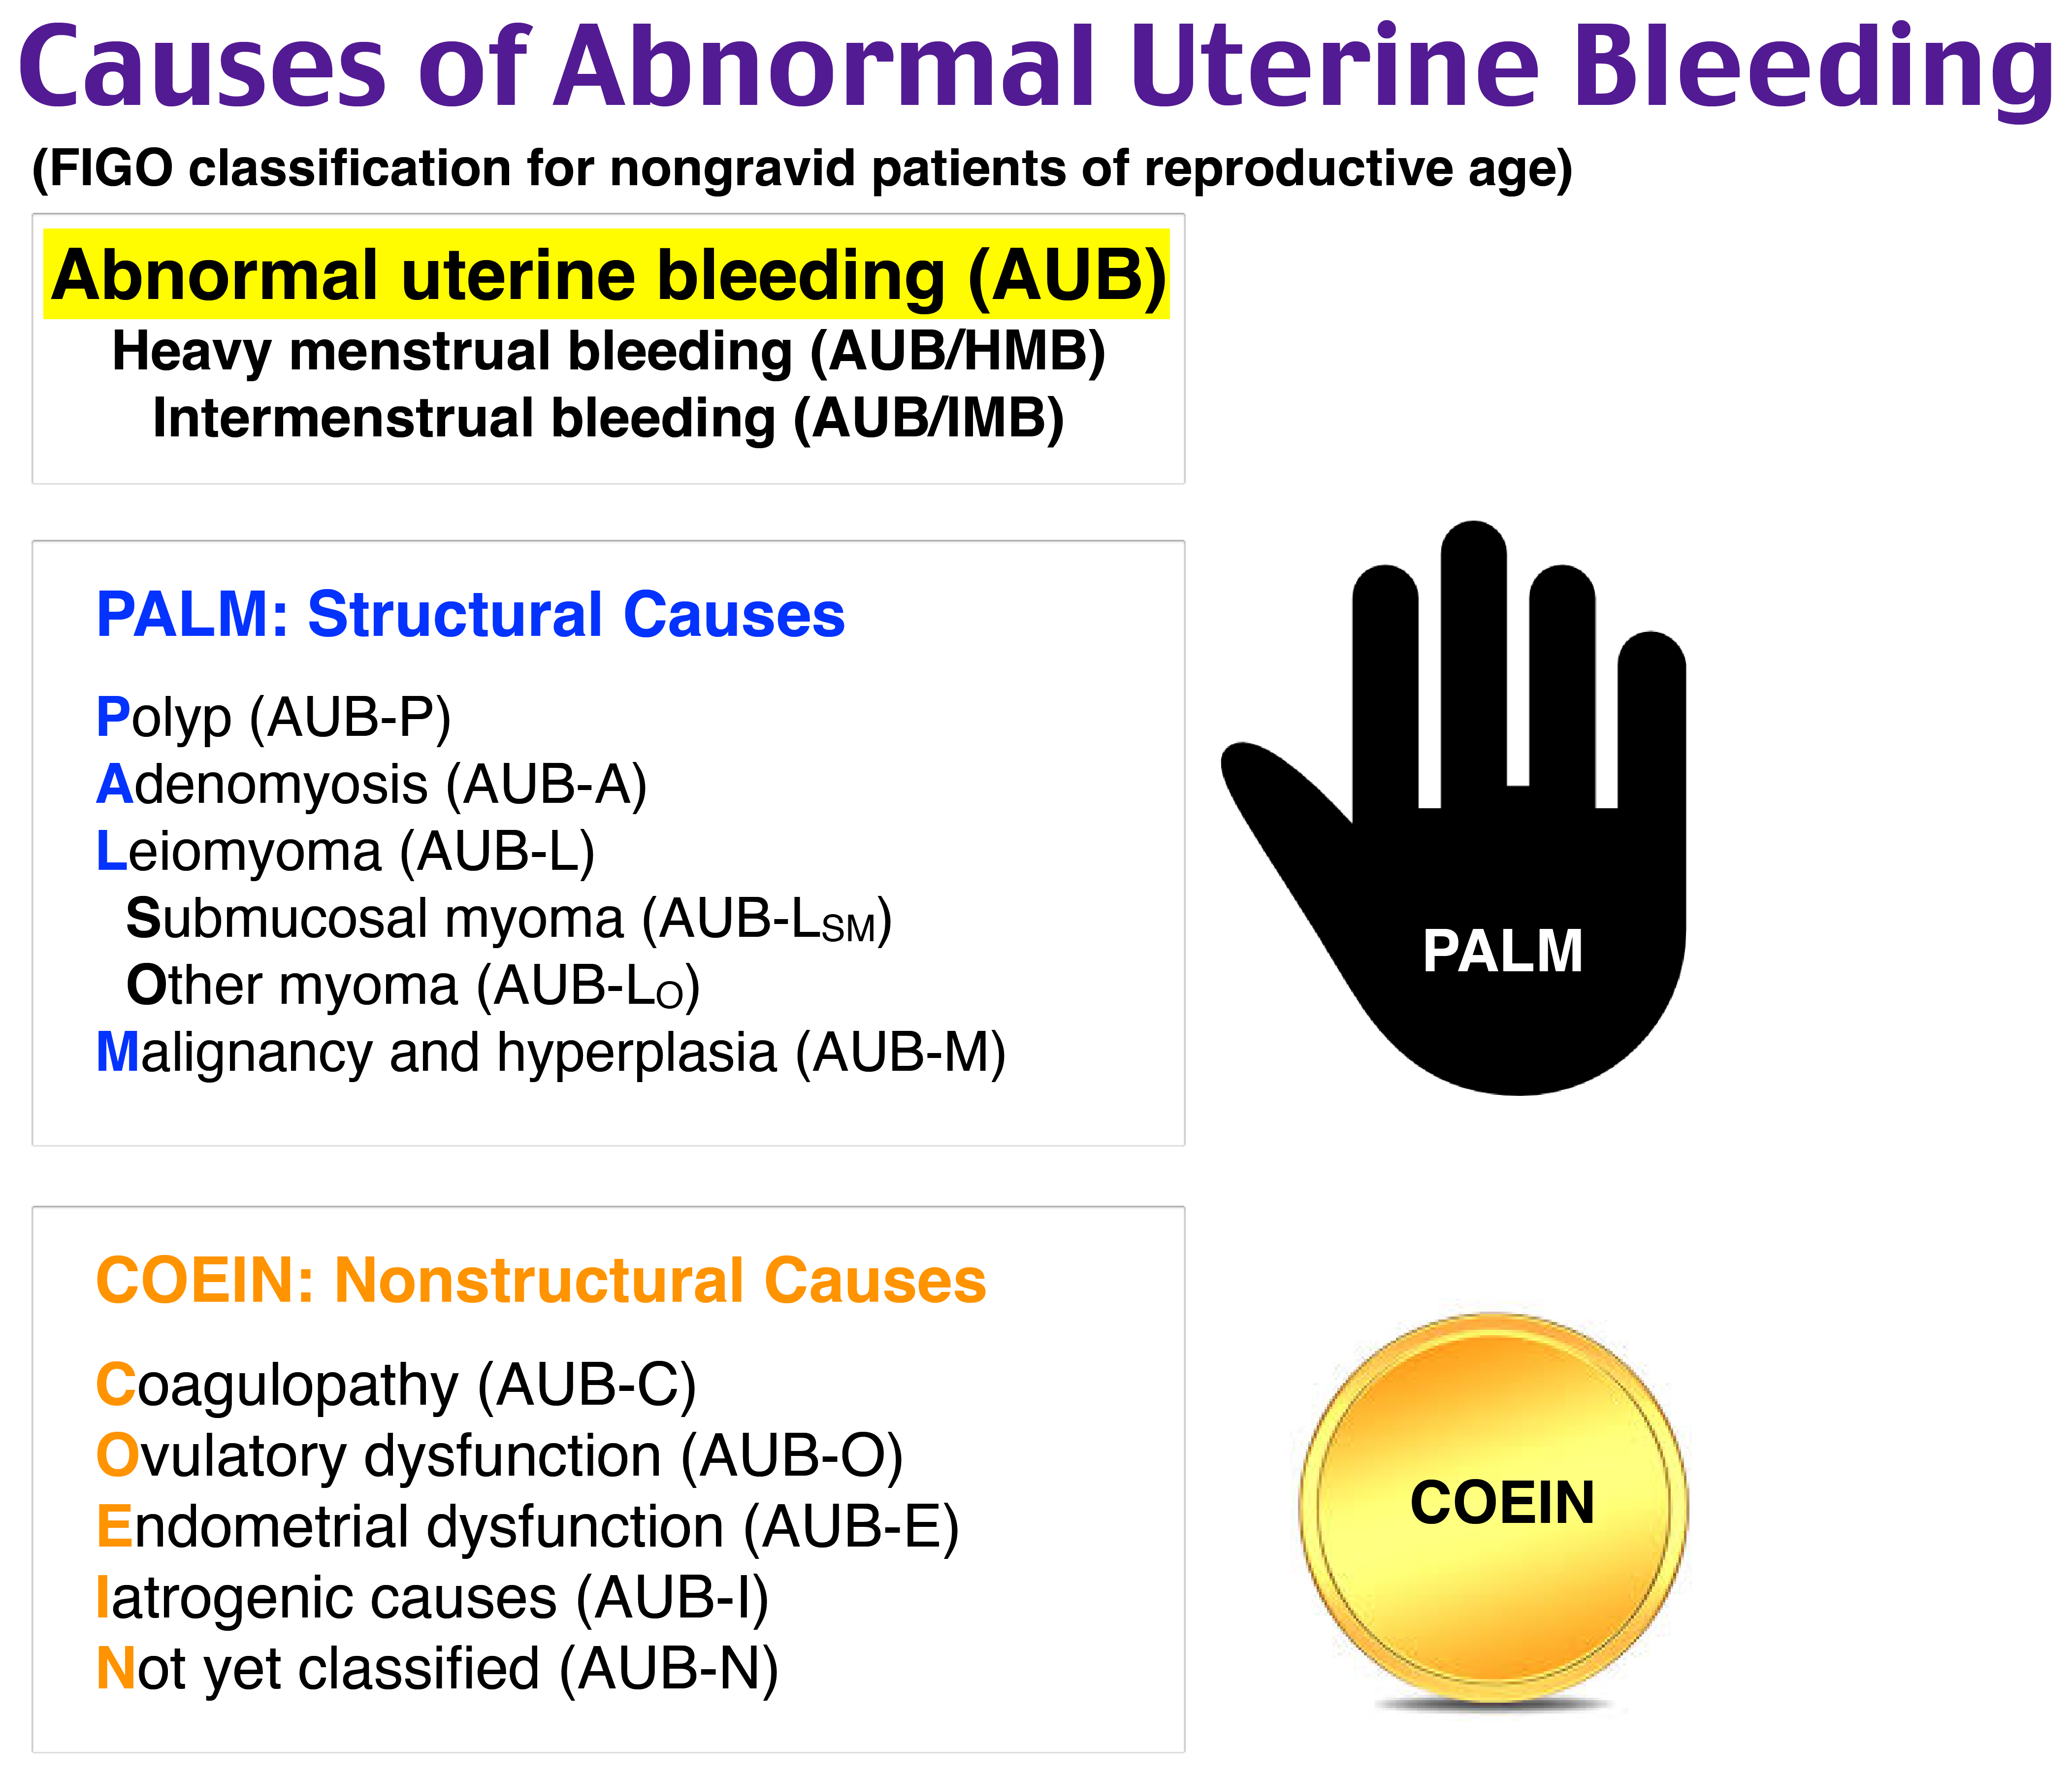 Causes of Abnormal Uterine Bleeding
(FIGO classification for nongravid patients of reproductive age)
Abnormal uterine bleeding (AUB)
Heavy menstrual bleeding (AUB/HMB)
Intermenstrual bleeding (AUB/IMB)
PALM: Structural Causes
Polyp (AUB-P)
Adenomyosis (AUB-A)
Leiomyoma (AUB-L)
Submucosal myoma (AUB-LSM)
Other myoma (AUB-LO)
Malignancy and hyperplasia (AUB-M)
PALM
COEIN: Nonstructural Causes
Coagulopathy (AUB-C)
Ovulatory dysfunction (AUB-O)
Endometrial dysfunction (AUB-E)
Iatrogenic causes (AUB-I)
Not yet classified (AUB-N)
COEIN